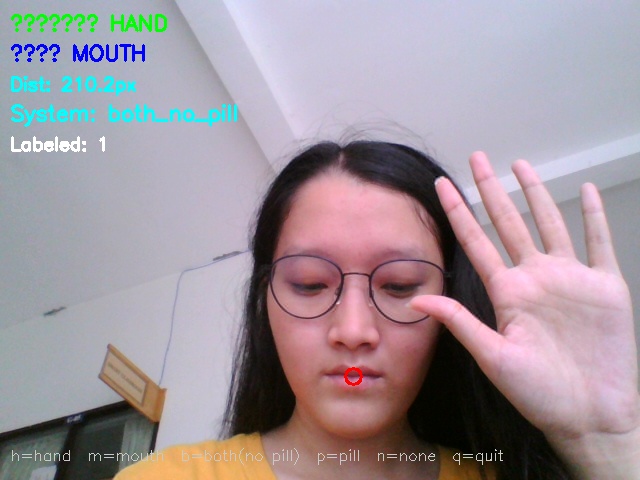 ??????? HAND
???? MOUTH
Dist: 210.2px
System: both_no_pill
Labeled: 1
h=hand m=mouth b=both(no pill) p=pill n=none q=quit